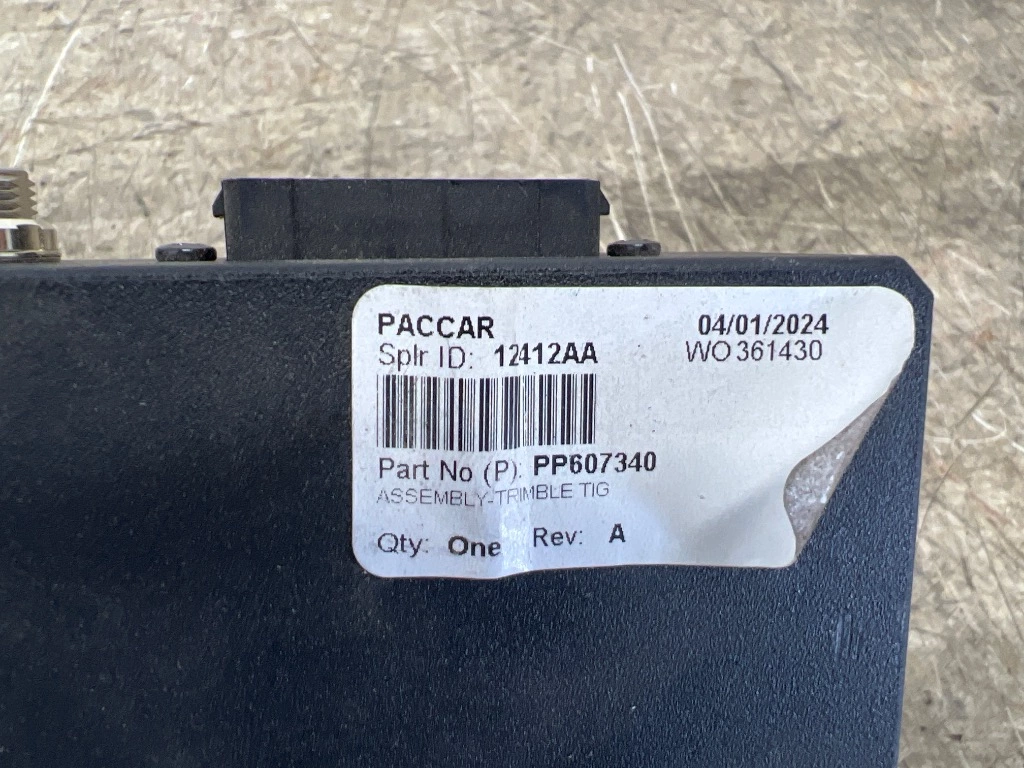 PACCAR 04/01/2024
Splr ID: 12412AA WO 361430
Part No (P): PP607340
ASSEMBLY-TRIMBLE TIG
Qty: One Rev: A